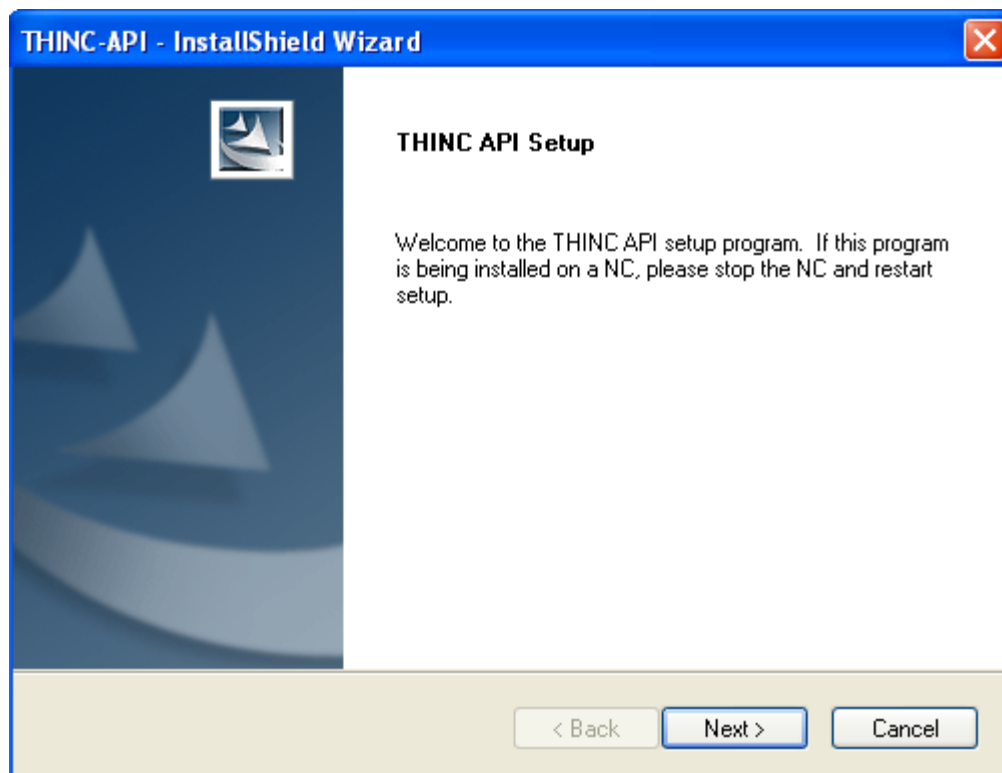 THINC-API - InstallShield Wizard
THINC API Setup
Welcome to the THINC API setup program.  If this program
is being installed on a NC, please stop the NC and restart
setup.
< Back
Next >
Cancel